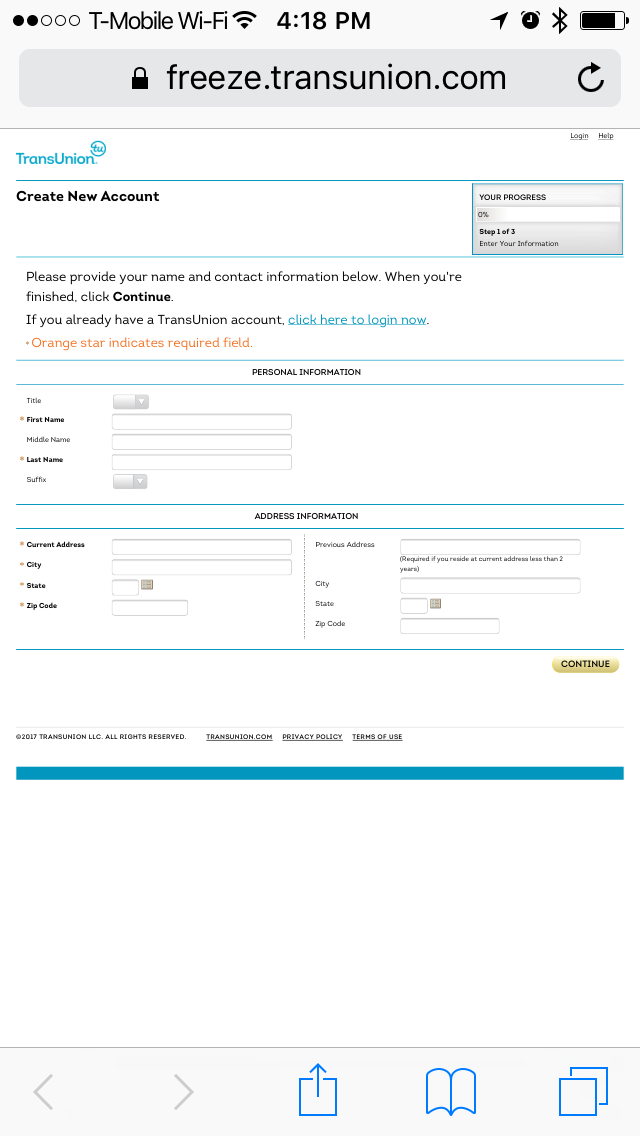 T-Mobile Wi-Fi 4:18 PM
freeze.transunion.com
Login Help
TransUnion tu
Create New Account
YOUR PROGRESS
0%
Step 1 of 3
Enter Your Information
Please provide your name and contact information below. When you're
finished, click Continue.
If you already have a TransUnion account, click here to login now.
* Orange star indicates required field.
PERSONAL INFORMATION
Title
* First Name
Middle Name
* Last Name
Suffix
ADDRESS INFORMATION
* Current Address
* City
* State
* Zip Code
Previous Address
(Required if you reside at current address less than 2
years)
City
State
Zip Code
CONTINUE
©2017 TRANSUNION LLC. ALL RIGHTS RESERVED. TRANSUNION.COM PRIVACY POLICY TERMS OF USE